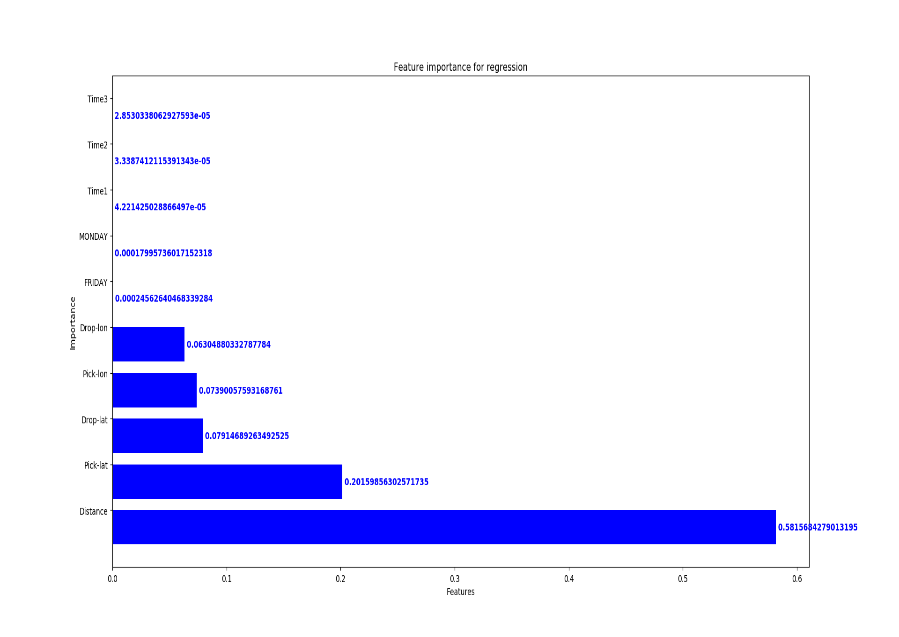 Feature importance for regression
Time3
2.8530338062927593e-05
Time2
3.3387412115391343e-05
Time1
4.221425028866497e-05
MONDAY
0.00017995736017152318
FRIDAY
0.00024562640468339284
Importance
Drop-lon
0.06304880332787784
Pick-lon
0.07390057593168761
Drop-lat
0.07914689263492525
Pick-lat
0.20159856302571735
Distance
0.5815684279013195
0.0 0.1 0.2 0.3 0.4 0.5 0.6
Features